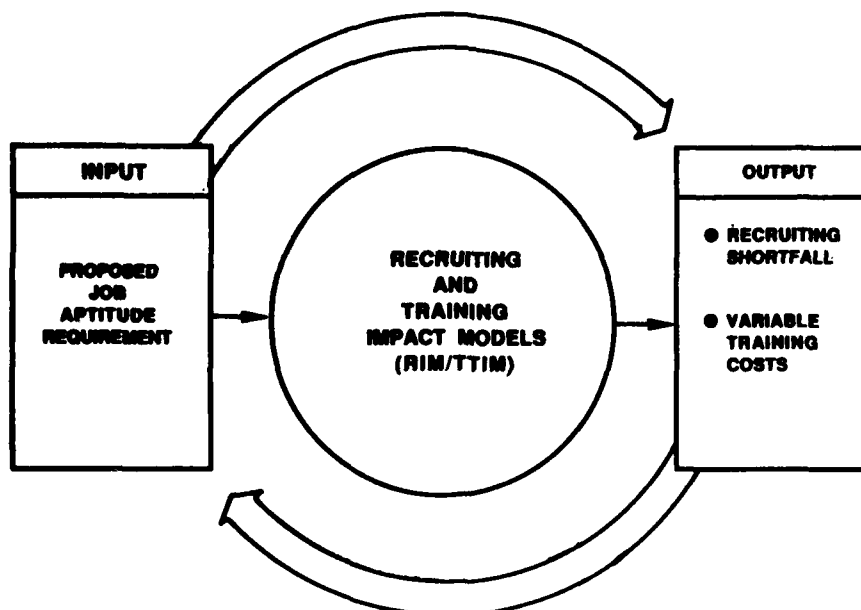 INPUT
PROPOSED
JOB
APTITUDE
REQUIREMENT
RECRUITING
AND
TRAINING
IMPACT MODELS
(RIM/TTIM)
OUTPUT
● RECRUITING
SHORTFALL
● VARIABLE
TRAINING
COSTS